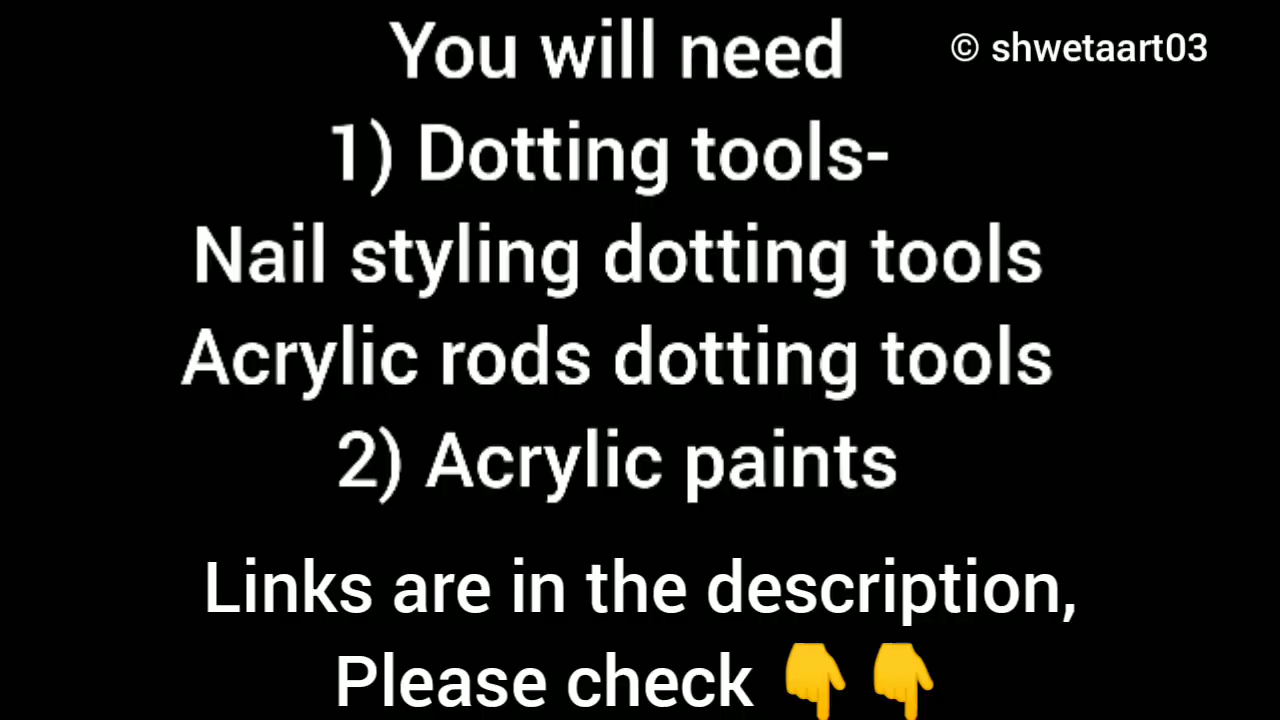 You will need
© shwetaart03
1) Dotting tools-
Nail styling dotting tools
Acrylic rods dotting tools
2) Acrylic paints
Links are in the description,
Please check 👇👇